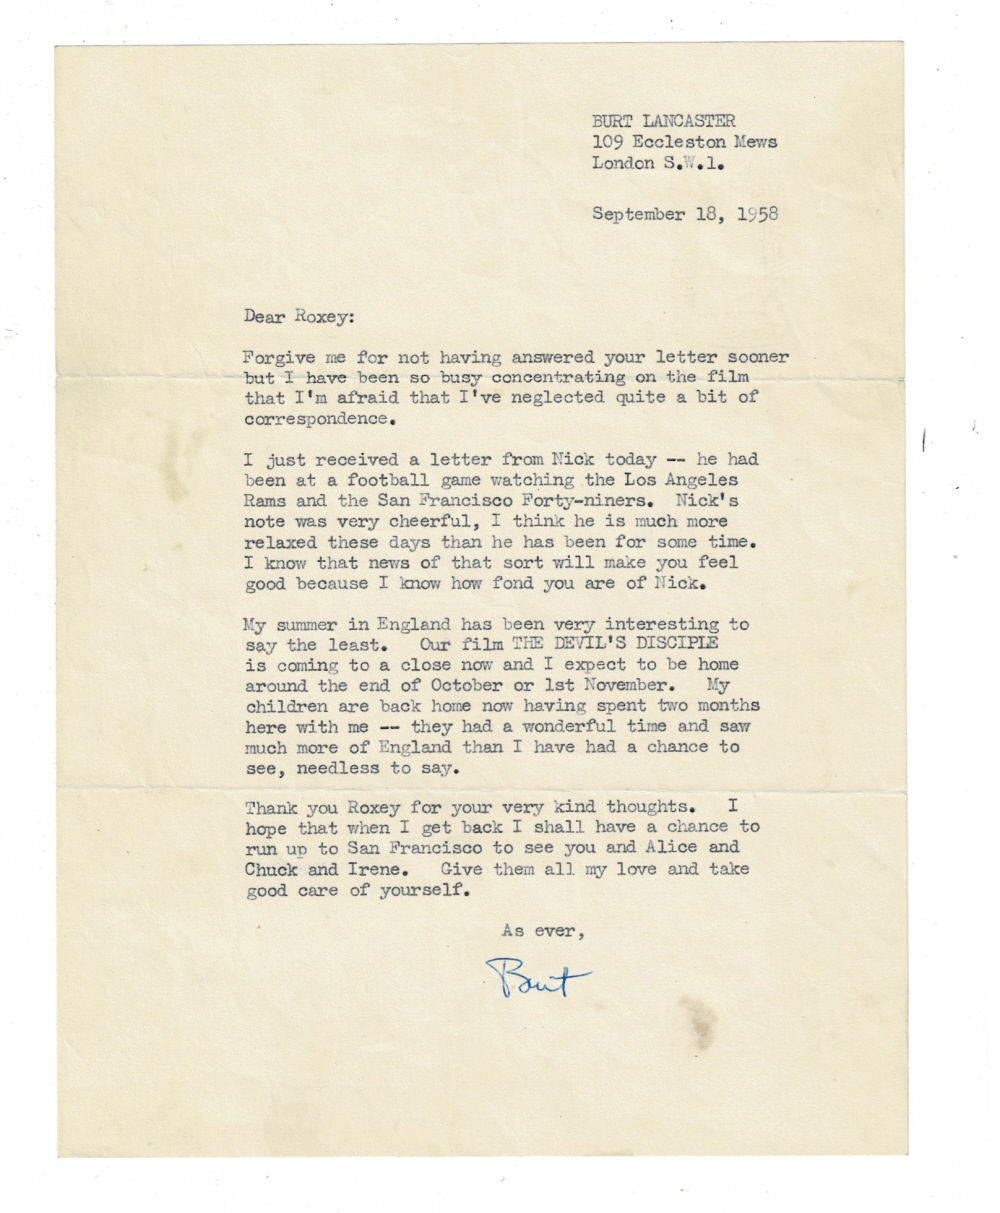 BURT LANCASTER
109 Eccleston Mews
London S.W.1.
September 18, 1958
Dear Roxey:
Forgive me for not having answered your letter sooner
but I have been so busy concentrating on the film
that I'm afraid that I've neglected quite a bit of
correspondence.
I just received a letter from Nick today -- he had
been at a football game watching the Los Angeles
Rams and the San Francisco Forty-niners. Nick's
note was very cheerful, I think he is much more
relaxed these days than he has been for some time.
I know that news of that sort will make you feel
good because I know how fond you are of Nick.
My summer in England has been very interesting to
say the least. Our film THE DEVIL'S DISCIPLE
is coming to a close now and I expect to be home
around the end of October or 1st November. My
children are back home now having spent two months
here with me -- they had a wonderful time and saw
much more of England than I have had a chance to
see, needless to say.
Thank you Roxey for your very kind thoughts. I
hope that when I get back I shall have a chance to
run up to San Francisco to see you and Alice and
Chuck and Irene. Give them all my love and take
good care of yourself.
As ever,
Burt